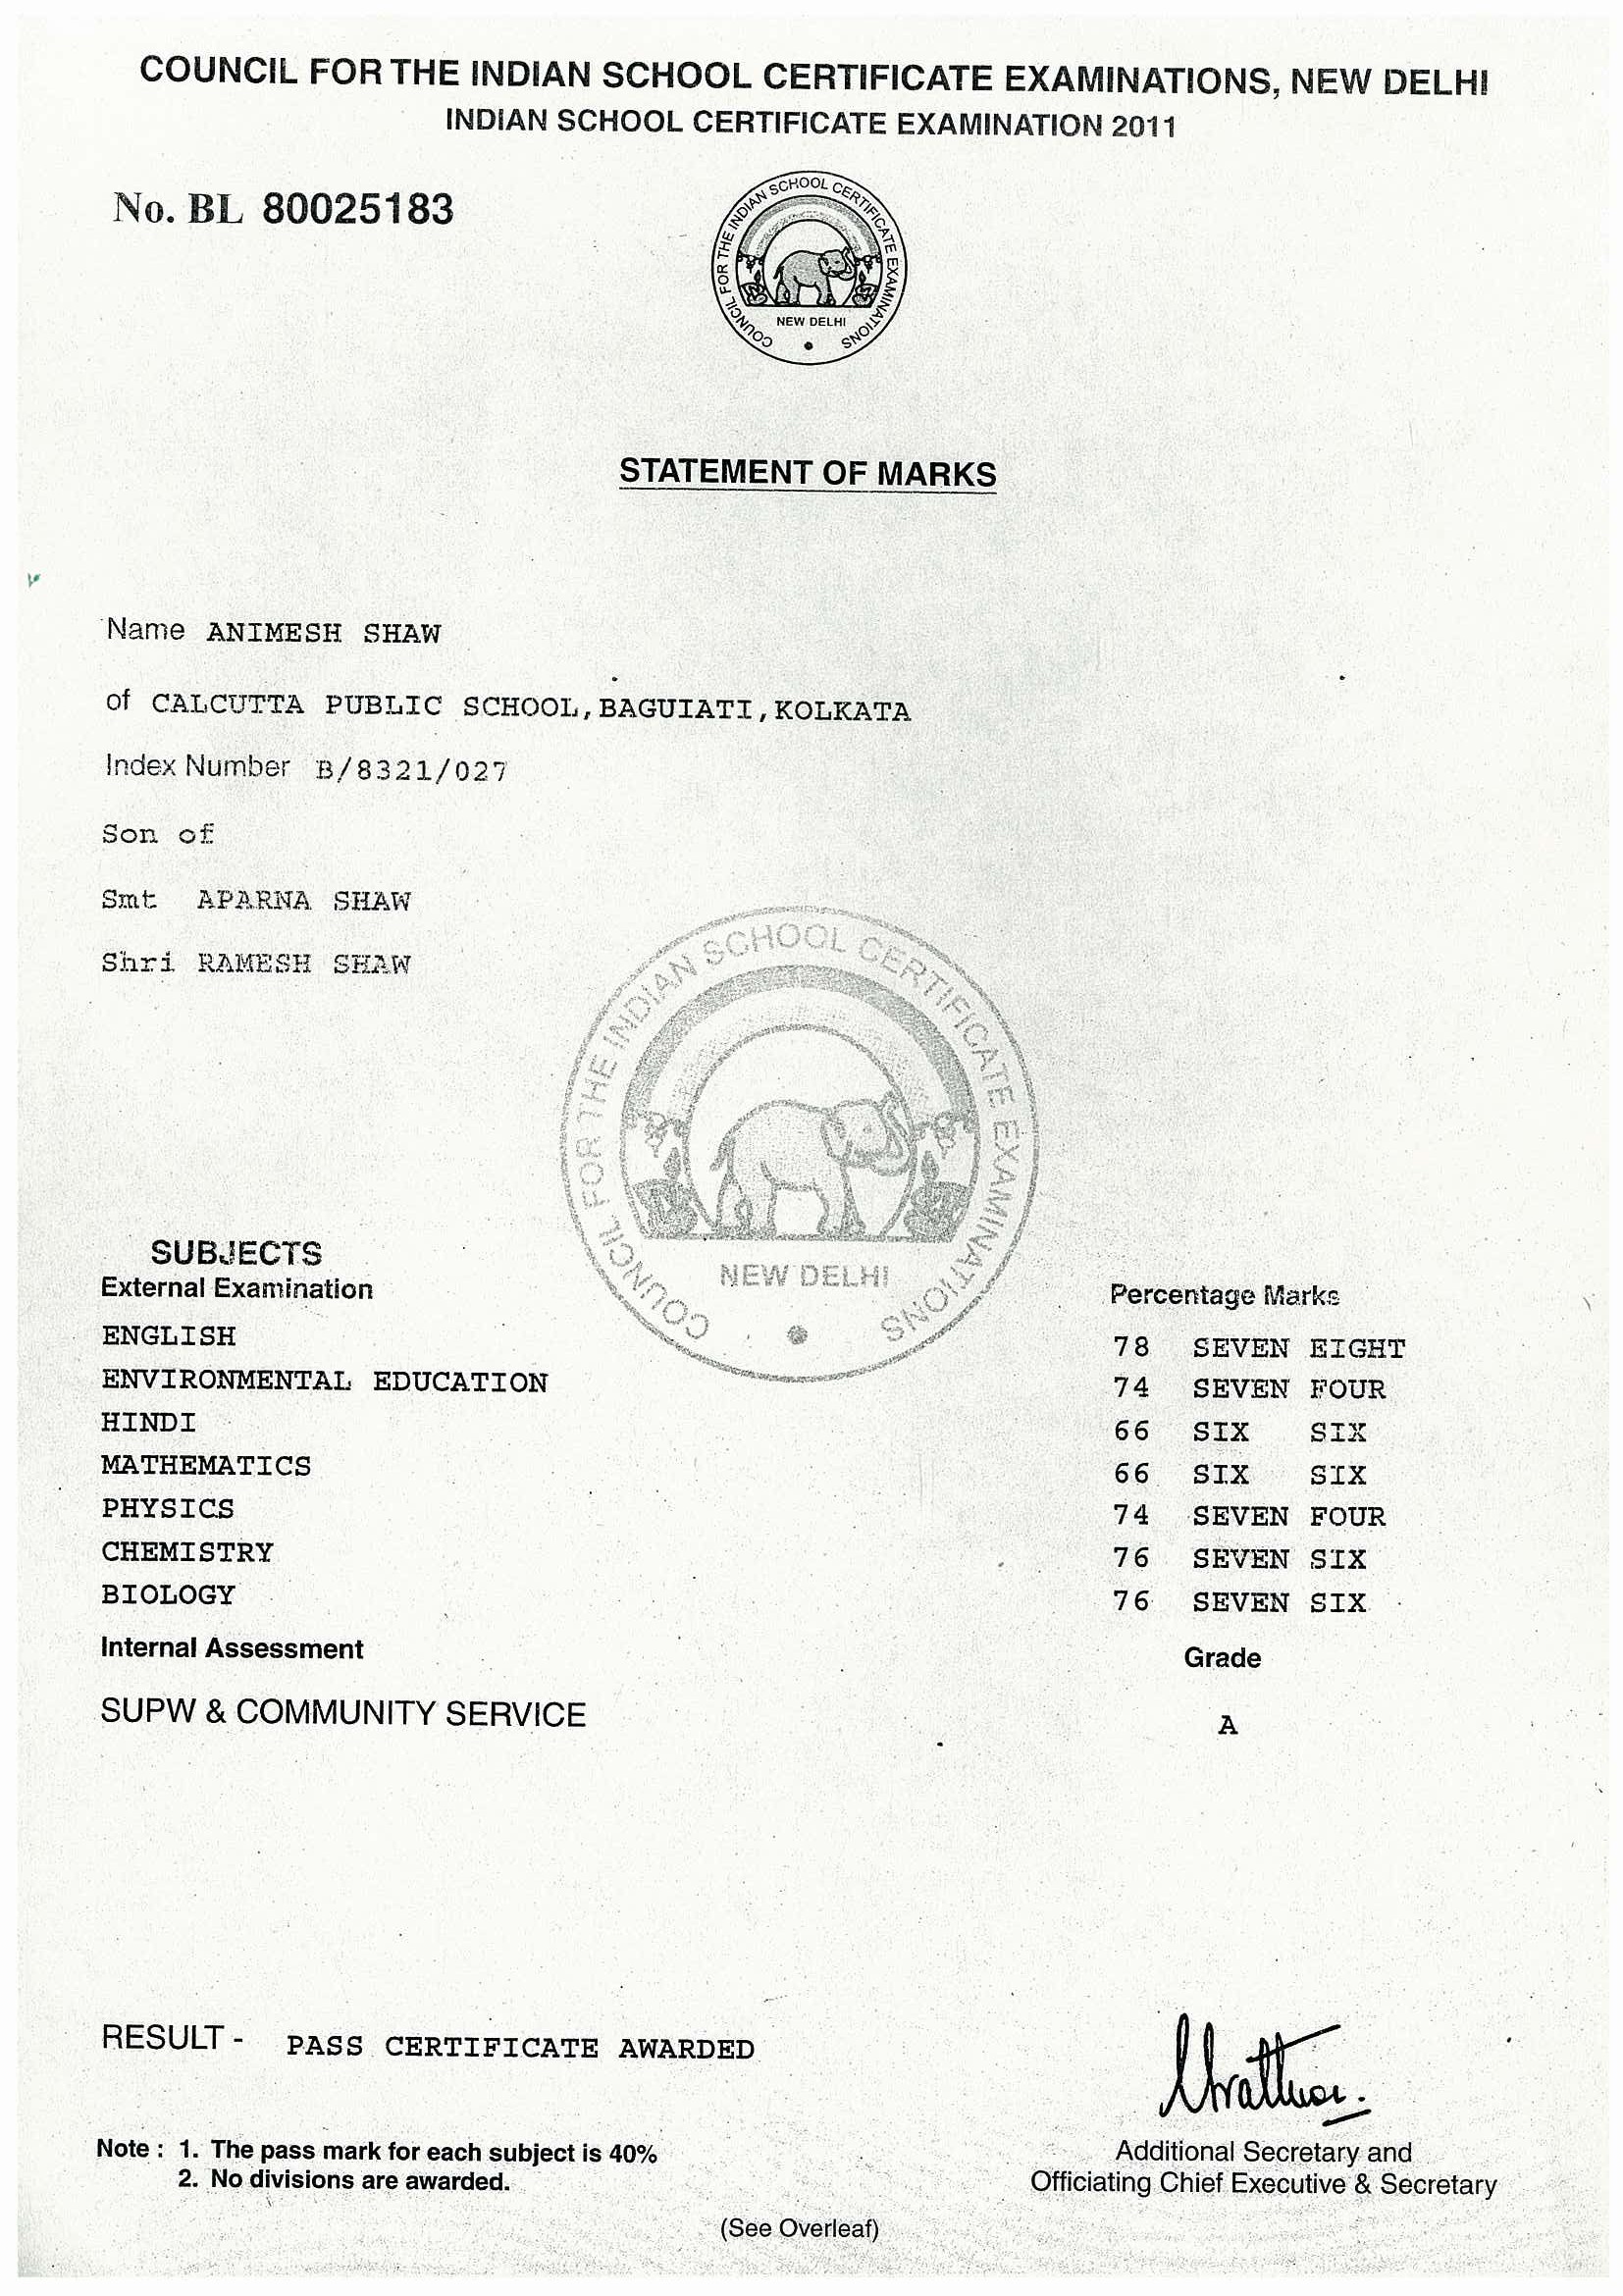 COUNCIL FOR THE INDIAN SCHOOL CERTIFICATE EXAMINATIONS, NEW DELHI
INDIAN SCHOOL CERTIFICATE EXAMINATION 2011
No. BL 80025183
COUNCIL FOR THE INDIAN SCHOOL CERTIFICATE EXAMINATIONS
NEW DELHI
STATEMENT OF MARKS
Name ANIMESH SHAW
of CALCUTTA PUBLIC SCHOOL, BAGUIATI, KOLKATA
Index Number B/8321/027
Son of
Smt APARNA SHAW
Shri RAMESH SHAW
COUNCIL FOR THE INDIAN SCHOOL CERTIFICATE EXAMINATIONS
NEW DELHI
SUBJECTS
External Examination Percentage Marks
ENGLISH 78 SEVEN EIGHT
ENVIRONMENTAL EDUCATION 74 SEVEN FOUR
HINDI 66 SIX SIX
MATHEMATICS 66 SIX SIX
PHYSICS 74 SEVEN FOUR
CHEMISTRY 76 SEVEN SIX
BIOLOGY 76 SEVEN SIX
Internal Assessment Grade
SUPW & COMMUNITY SERVICE A
RESULT - PASS CERTIFICATE AWARDED
Note : 1. The pass mark for each subject is 40%
2. No divisions are awarded.
Additional Secretary and
Officiating Chief Executive & Secretary
(See Overleaf)